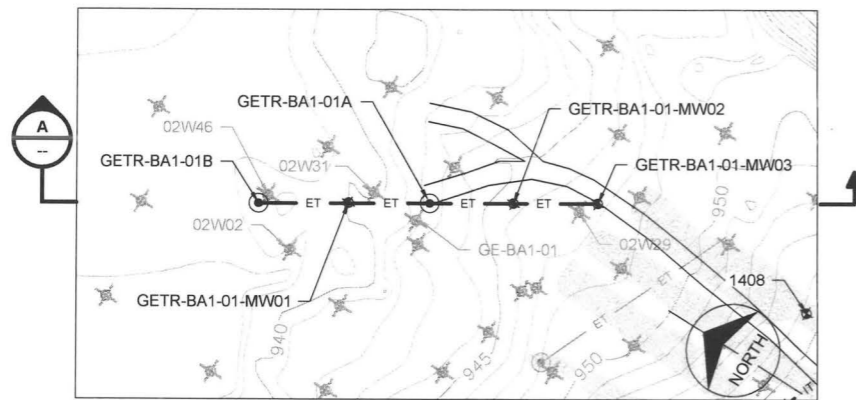 A
--
GETR-BA1-01A
GETR-BA1-01-MW02
02W46
GETR-BA1-01B
02W31
GETR-BA1-01-MW03
950
ET
ET
ET
ET
02W02
GE-BA1-01
02W29
ET
1408
GETR-BA1-01-MW01
940
945
ET
950
NORTH